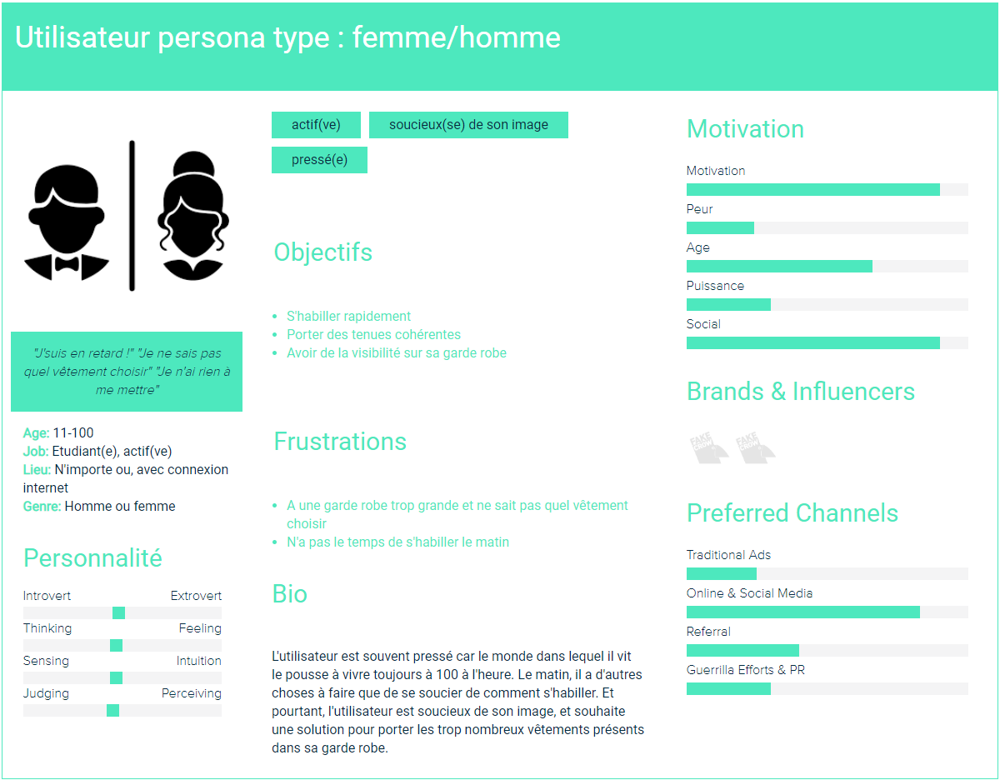 Utilisateur persona type : femme/homme
"J'suis en retard !" "Je ne sais pas
quel vêtement choisir" "Je n'ai rien à
me mettre"
Age: 11-100
Job: Etudiant(e), actif(ve)
Lieu: N'importe ou, avec connexion
internet
Genre: Homme ou femme
Personnalité
Introvert Extrovert
Thinking Feeling
Sensing Intuition
Judging Perceiving
actif(ve) soucieux(se) de son image
pressé(e)
Objectifs
S'habiller rapidement
Porter des tenues cohérentes
Avoir de la visibilité sur sa garde robe
Frustrations
A une garde robe trop grande et ne sait pas quel vêtement
choisir
N'a pas le temps de s'habiller le matin
Bio
L'utilisateur est souvent pressé car le monde dans lequel il vit
le pousse à vivre toujours à 100 à l'heure. Le matin, il a d'autres
choses à faire que de se soucier de comment s'habiller. Et
pourtant, l'utilisateur est soucieux de son image, et souhaite
une solution pour porter les trop nombreux vêtements présents
dans sa garde robe.
Motivation
Motivation
Peur
Age
Puissance
Social
Brands & Influencers
FAKE
CROW
FAKE
CROW
Preferred Channels
Traditional Ads
Online & Social Media
Referral
Guerrilla Efforts & PR